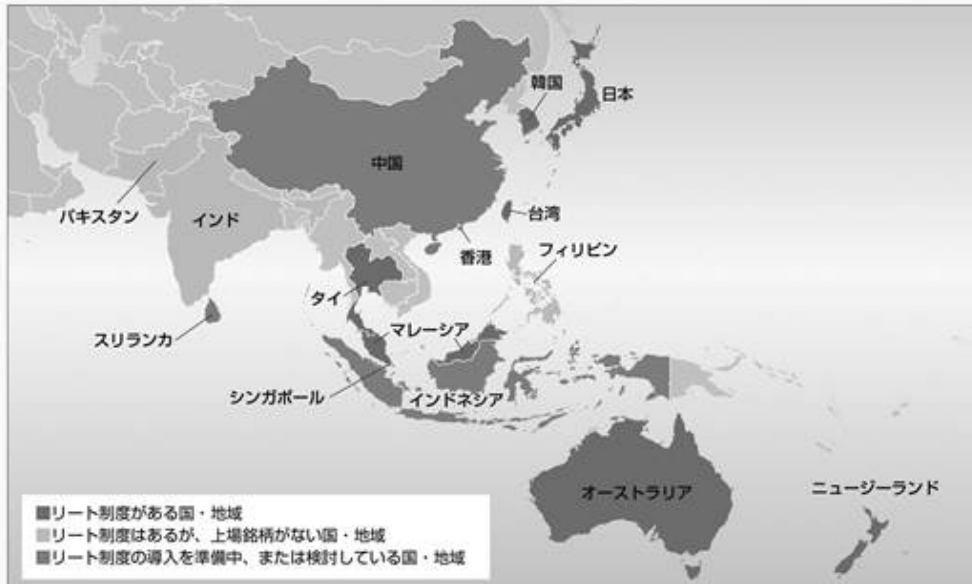 韓国
日本
中国
パキスタン
インド
台湾
香港
フィリピン
タイ
スリランカ
マレーシア
シンガポール
インドネシア
オーストラリア
ニュージーランド
■リート制度がある国・地域
■リート制度はあるが、上場銘柄がない国・地域
■リート制度の導入を準備中、または検討している国・地域